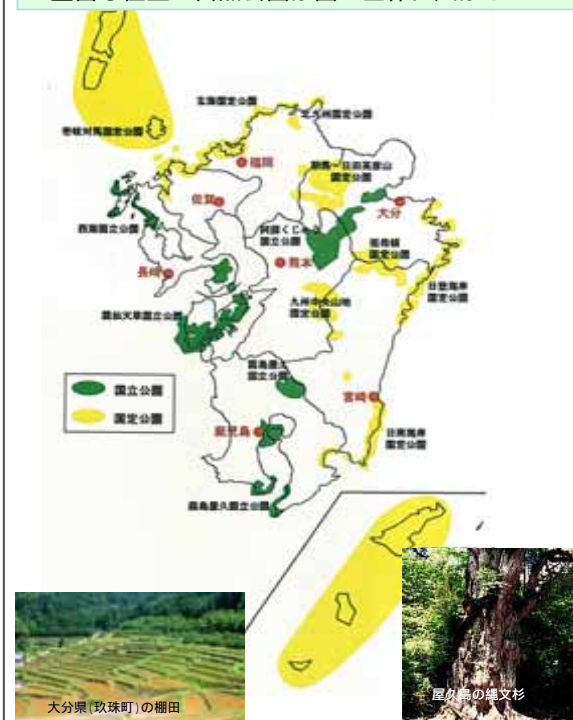 玄海国定公園
北九州国定公園
壱岐対馬国定公園
福岡
耶馬日田英彦山
国定公園
佐賀
大分
西海国立公園
阿蘇くじゅう
国立公園
祖母傾
国定公園
熊本
長崎
日豊海岸
国定公園
九州中央山地
国定公園
雲仙天草国立公園
霧島屋久
国立公園
国立公園
国定公園
宮崎
鹿児島
日南海岸
国定公園
霧島屋久国立公園
大分県(玖珠町)の棚田
屋久島の縄文杉